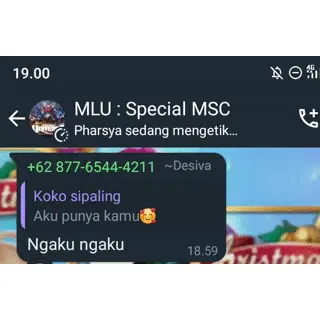 19.00
4G
MLU : Special MSC
Pharsya sedang mengetik...
+62 877-6544-4211 ~Desiva
Koko sipaling
Aku punya kamu🥰
Ngaku ngaku
18.59